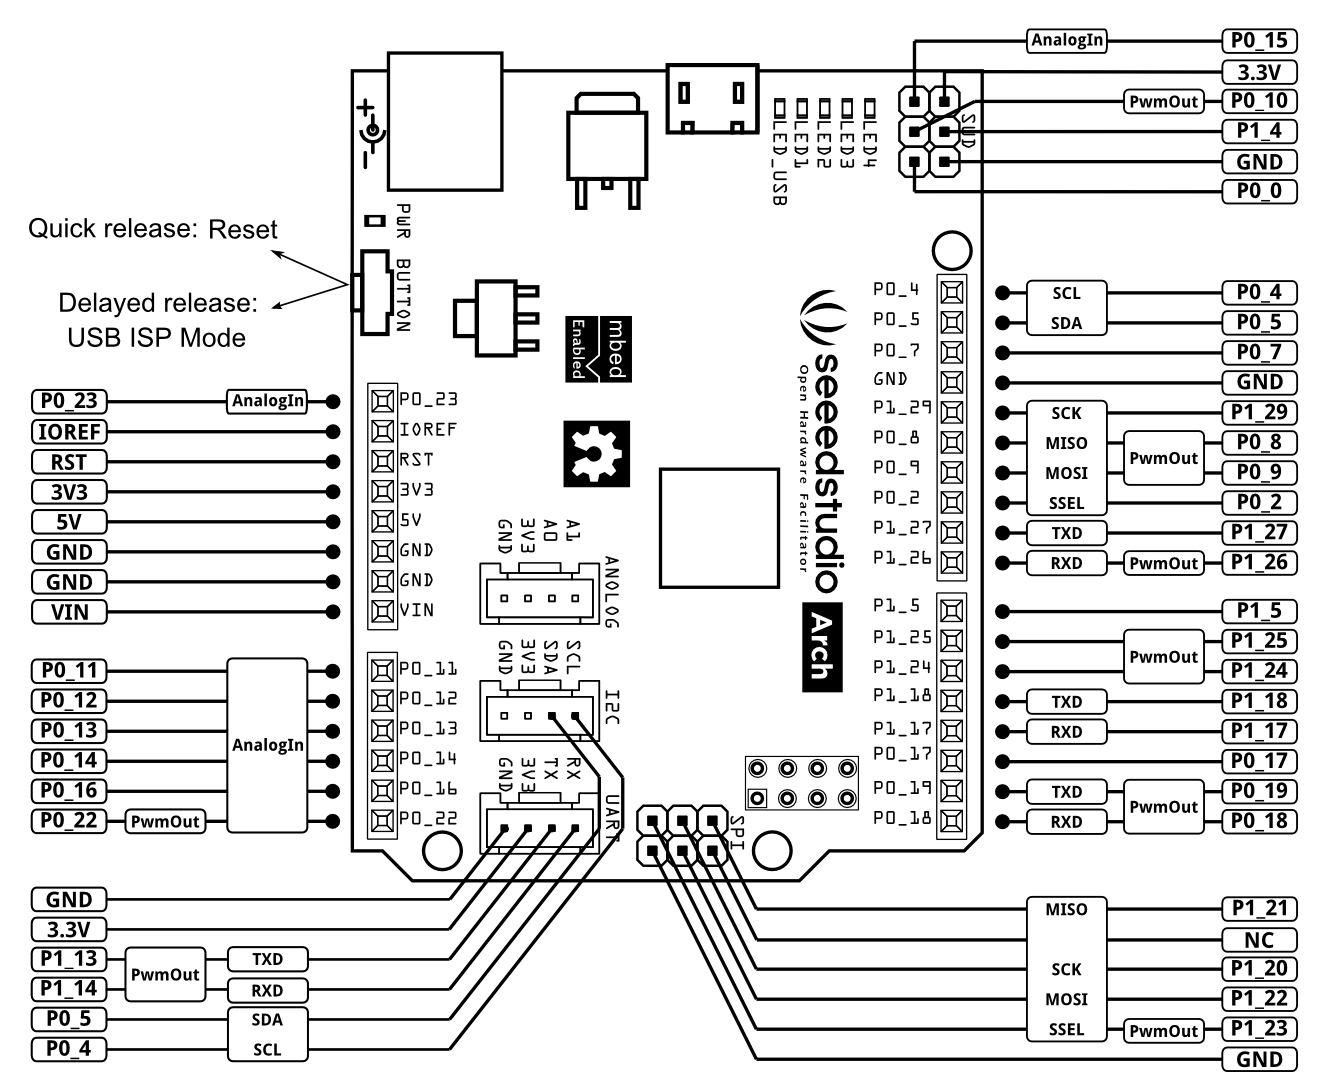 AnalogIn P0_15
3.3V
PwmOut P0_10
P1_4
GND
P0_0
SWD
+
-
LED_USB
LED1
LED2
LED3
LED4
PWR
BUTTON
Quick release: Reset
Delayed release:
USB ISP Mode
mbed
Enabled
seeedstudio
Open Hardware Facilitator
Arch
P0_23 AnalogIn P0_23
IOREF IOREF
RST RST
3V3 3V3
5V 5V
GND GND
GND GND
VIN VIN
P0_11 P0_11
P0_12 P0_12
P0_13 P0_13
AnalogIn
P0_14 P0_14
P0_16 P0_16
P0_22 PwmOut P0_22
GND 3V3 A0 A1
ANOLOG
GND 3V3 SDA SCL
I2C
GND 3V3 TX RX
UART
SPI
P0_4 SCL P0_4
P0_5 SDA P0_5
P0_7 P0_7
GND GND
P1_29 SCK P1_29
P0_8 MISO P0_8
PwmOut
P0_9 MOSI P0_9
P0_2 SSEL P0_2
P1_27 TXD P1_27
P1_26 RXD PwmOut P1_26
P1_5 P1_5
P1_25 P1_25
PwmOut
P1_24 P1_24
P1_18 TXD P1_18
P1_17 RXD P1_17
P0_17 P0_17
P0_19 TXD P0_19
PwmOut
P0_18 RXD P0_18
GND
3.3V
P1_13 TXD
PwmOut
P1_14 RXD
P0_5 SDA
P0_4 SCL
MISO P1_21
NC
SCK P1_20
MOSI P1_22
SSEL PwmOut P1_23
GND